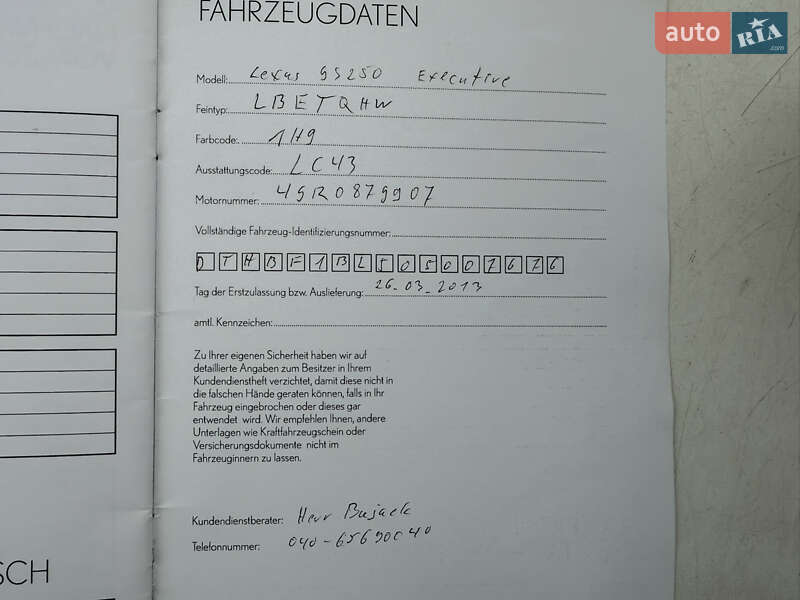 FAHRZEUGDATEN
auto RIA .com
Modell: Lexus GS250 Executive
Feintyp: LBETQHW
Farbcode: 1H9
Ausstattungscode: LC43
Motornummer: 4GR0879907
Vollständige Fahrzeug-Identifizierungsnummer:
JTHBF1BL505007676
Tag der Erstzulassung bzw. Auslieferung: 26-03-2013
amtl. Kennzeichen:
Zu Ihrer eigenen Sicherheit haben wir auf
detaillierte Angaben zum Besitzer in Ihrem
Kundendienstheft verzichtet, damit diese nicht in
die falschen Hände geraten können, falls in Ihr
Fahrzeug eingebrochen oder dieses gar
entwendet wird. Wir empfehlen Ihnen, andere
Unterlagen wie Kraftfahrzeugschein oder
Versicherungsdokumente nicht im
Fahrzeuginnern zu lassen.
Kundendienstberater: Herr Bujack
Telefonnummer: 040-65690040
SCH